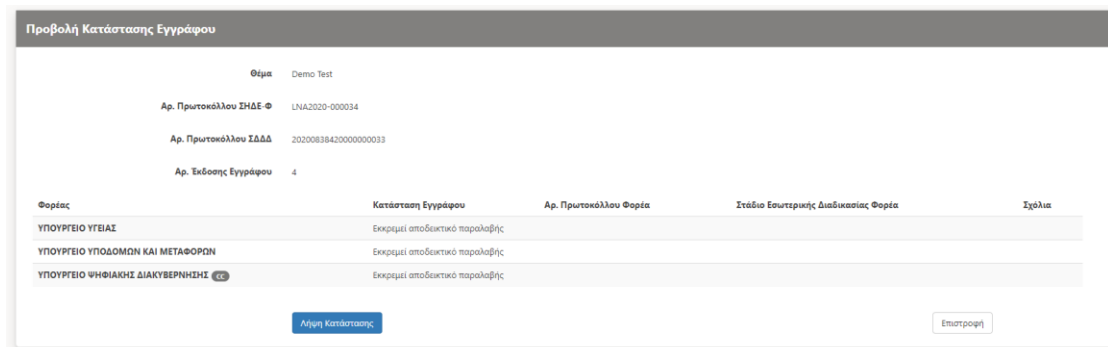 Προβολή Κατάστασης Εγγράφου
Θέμα Demo Test
Αρ. Πρωτοκόλλου ΣΗΔΕ-Φ LNA2020-000034
Αρ. Πρωτοκόλλου ΣΔΔΔ 20200838420000000033
Αρ. Έκδοσης Εγγράφου 4
Φορέας Κατάσταση Εγγράφου Αρ. Πρωτοκόλλου Φορέα Στάδιο Εσωτερικής Διαδικασίας Φορέα Σχόλια
ΥΠΟΥΡΓΕΙΟ ΥΓΕΙΑΣ Εκκρεμεί αποδεικτικό παραλαβής
ΥΠΟΥΡΓΕΙΟ ΥΠΟΔΟΜΩΝ ΚΑΙ ΜΕΤΑΦΟΡΩΝ Εκκρεμεί αποδεικτικό παραλαβής
ΥΠΟΥΡΓΕΙΟ ΨΗΦΙΑΚΗΣ ΔΙΑΚΥΒΕΡΝΗΣΗΣ cc Εκκρεμεί αποδεικτικό παραλαβής
Λήψη Κατάστασης Επιστροφή